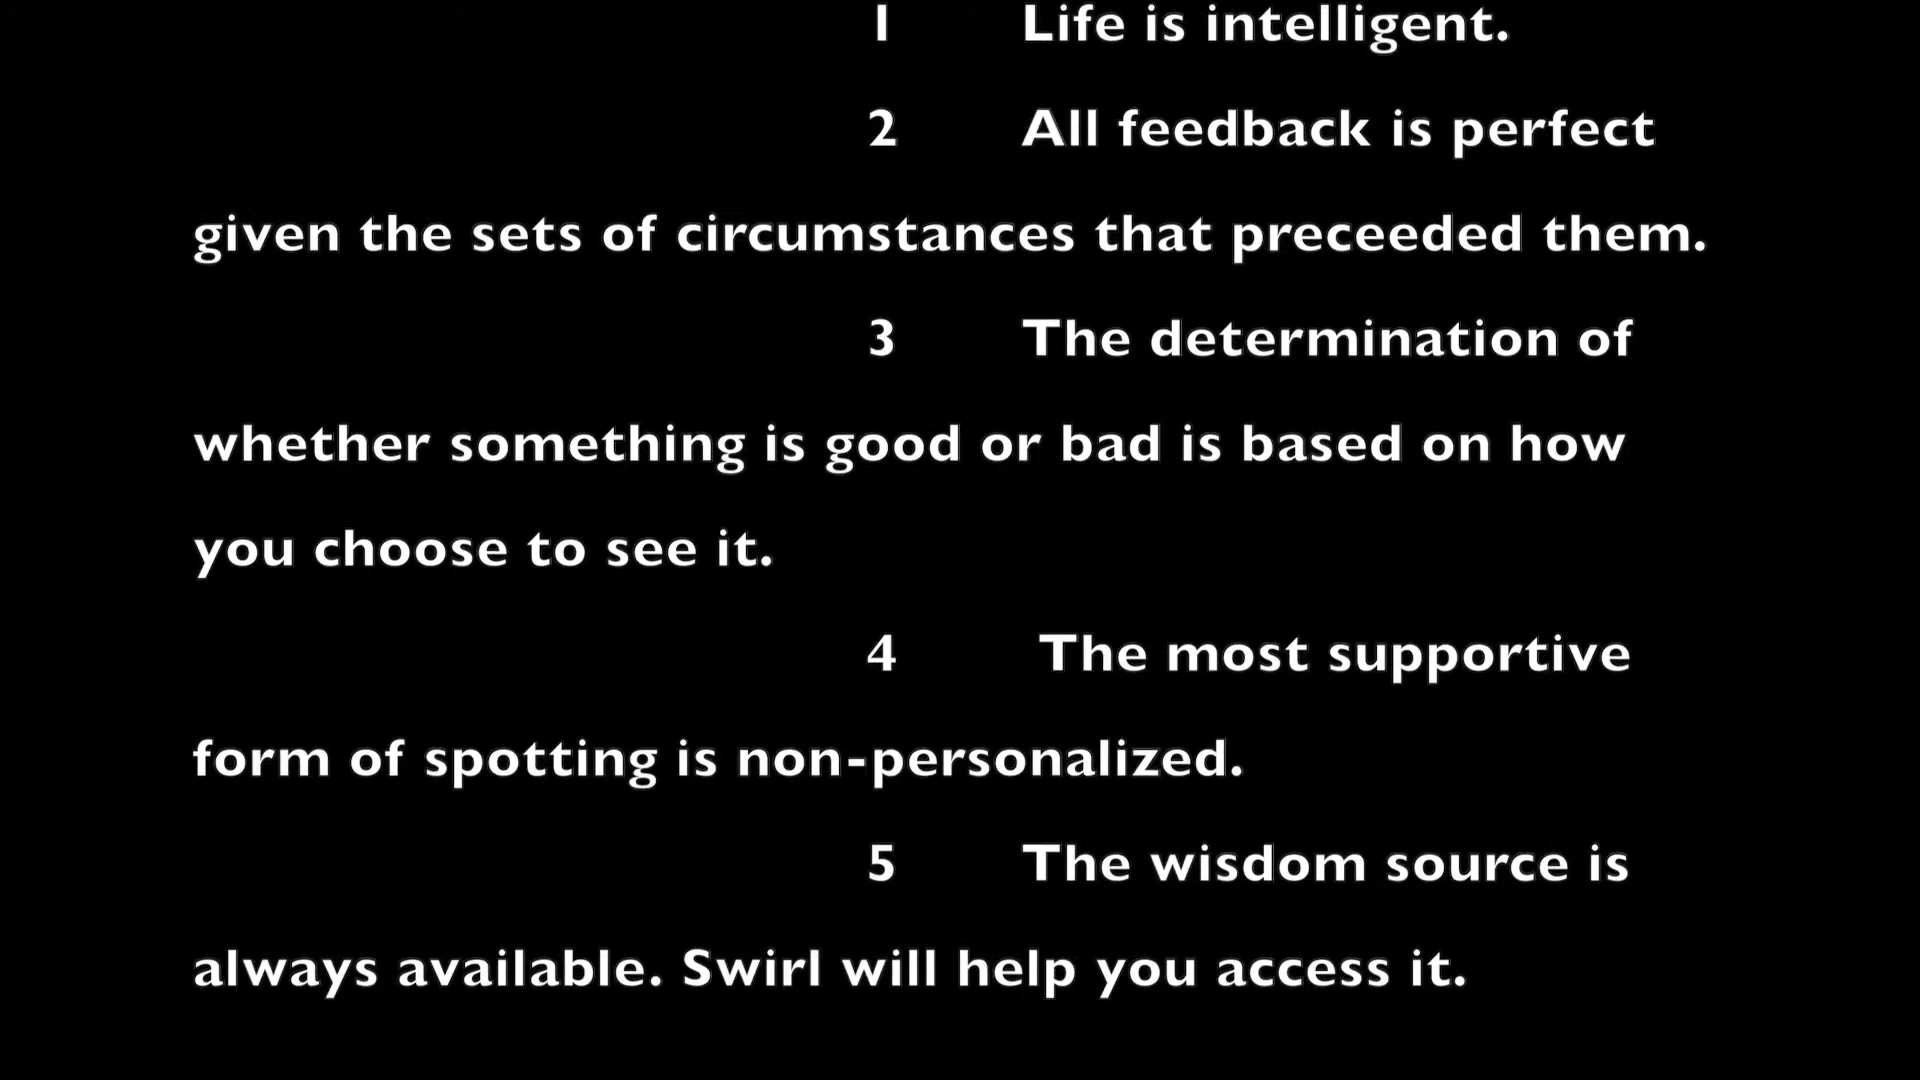 1 Life is intelligent.
2 All feedback is perfect
given the sets of circumstances that preceeded them.
3 The determination of
whether something is good or bad is based on how
you choose to see it.
4 The most supportive
form of spotting is non-personalized.
5 The wisdom source is
always available. Swirl will help you access it.